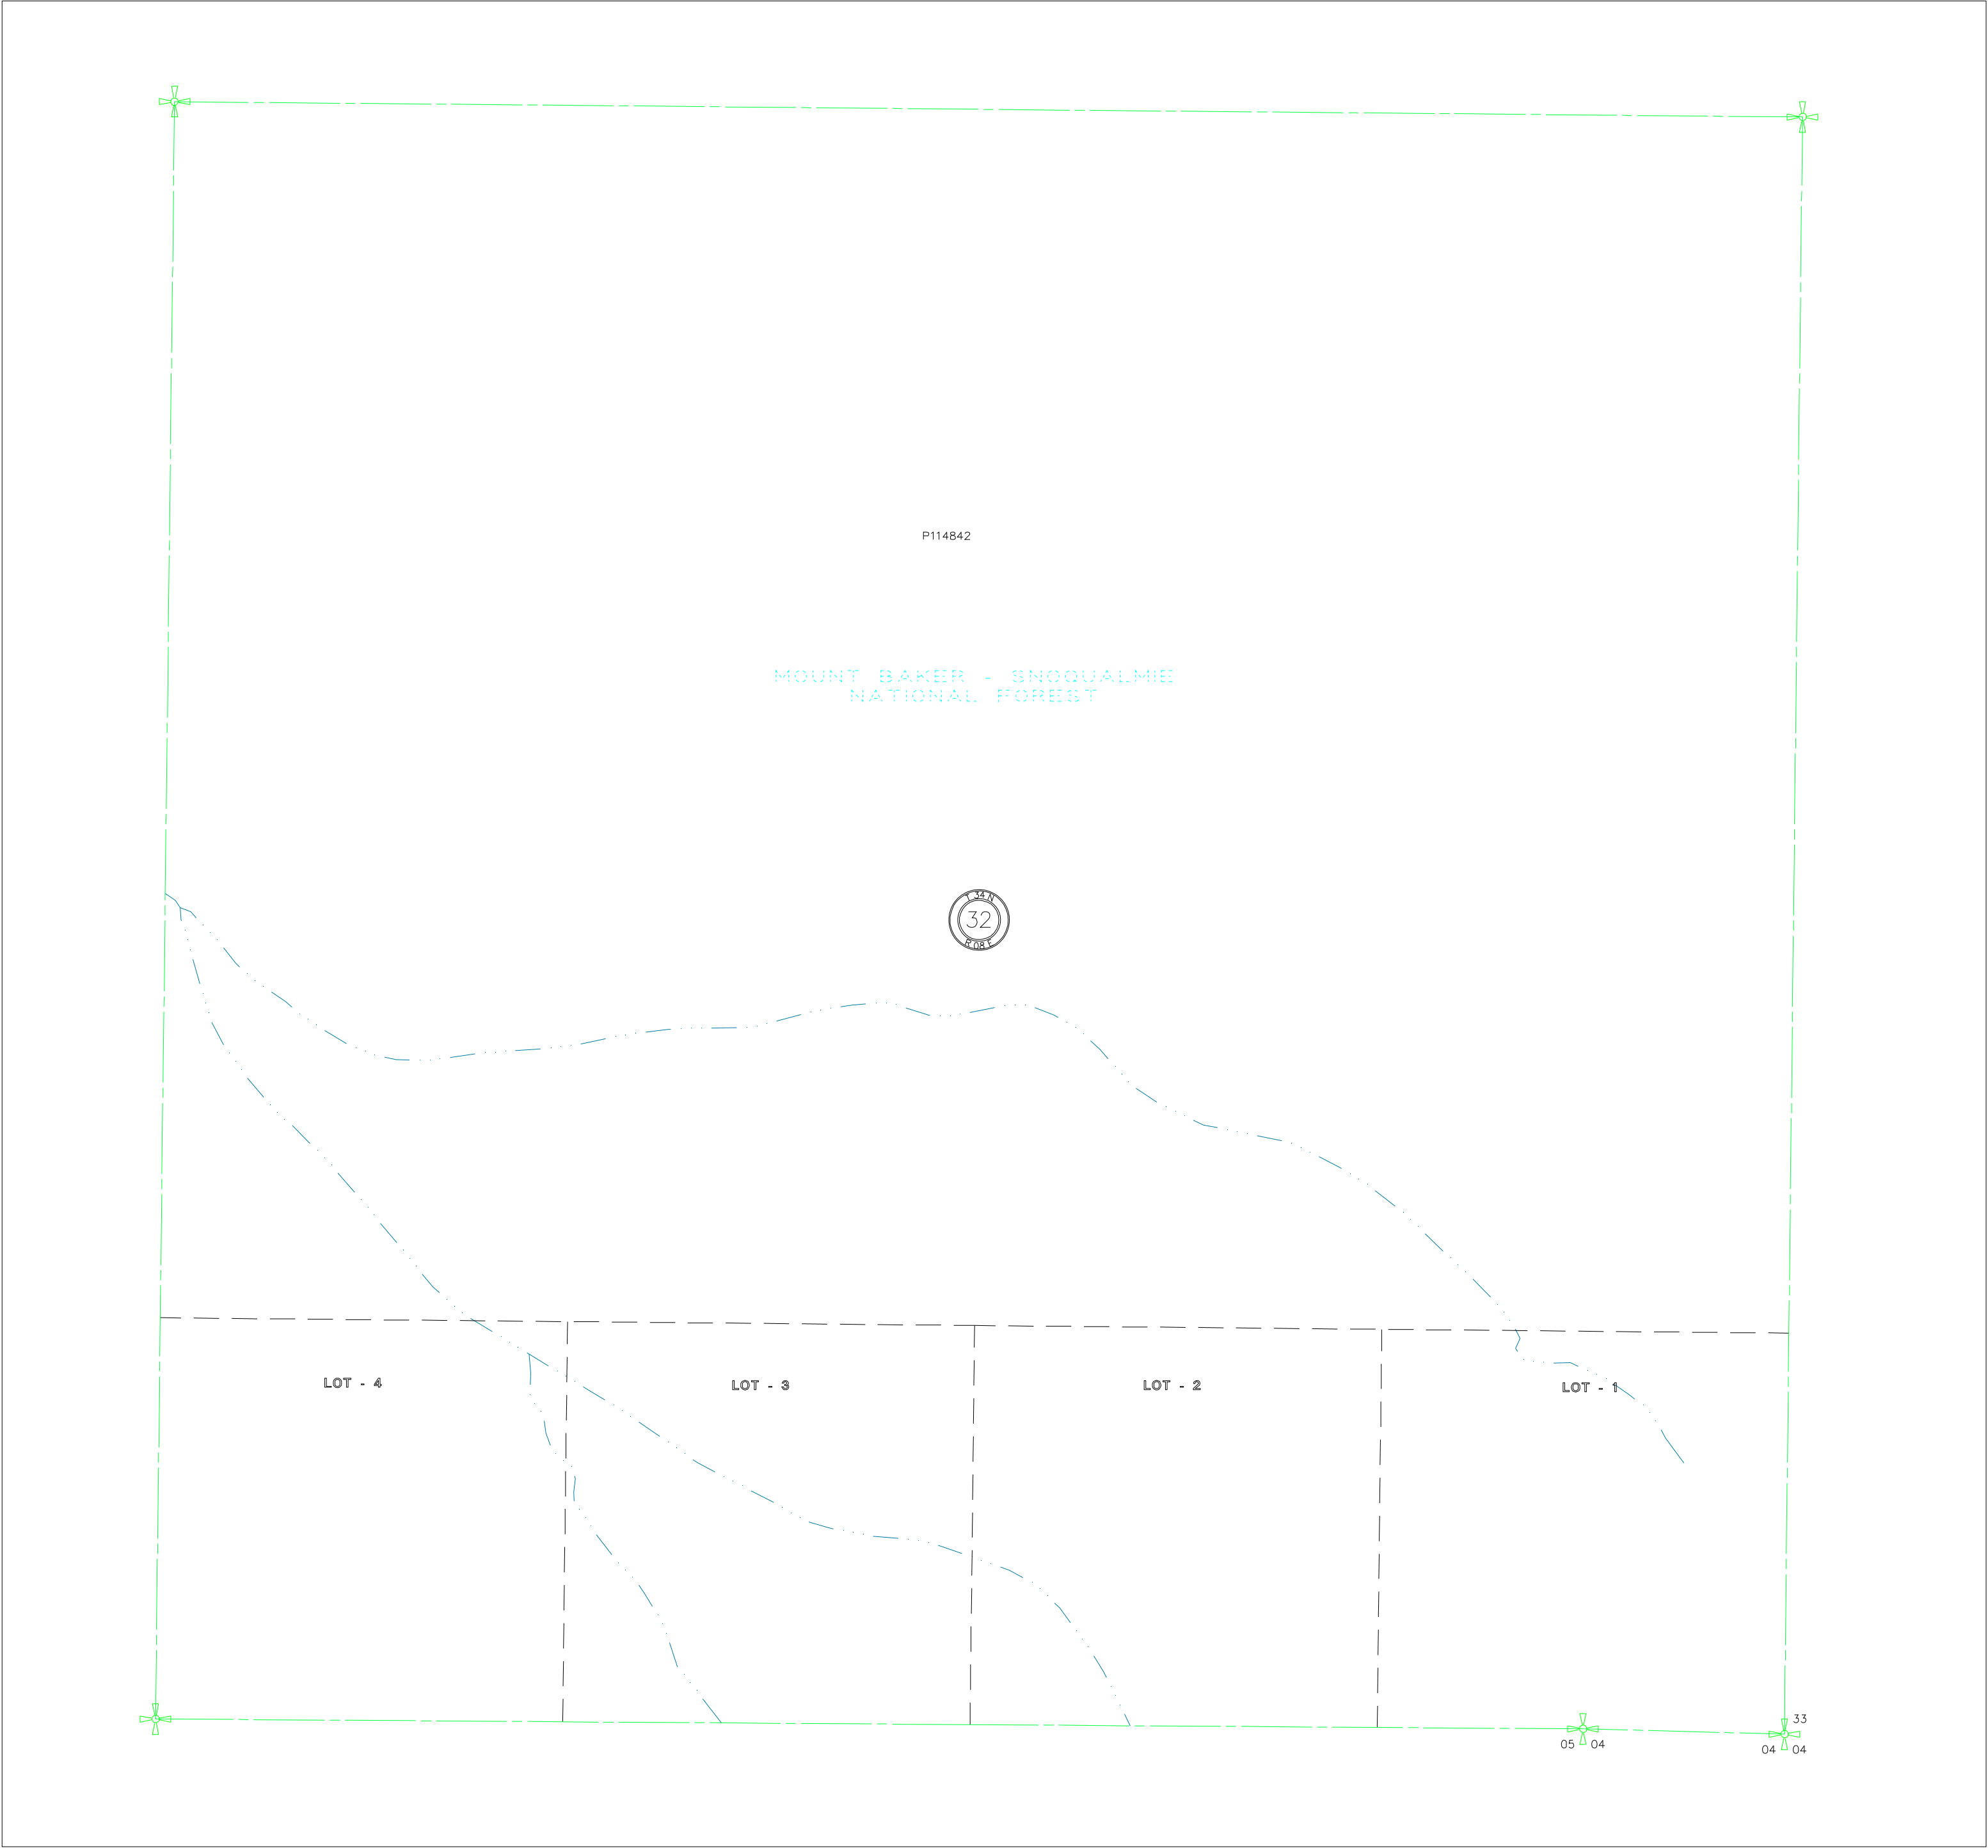 P114842
MOUNT BAKER - SNOQUALMIE
NATIONAL FOREST
T 34 N
32
R 08 E
LOT - 4
LOT - 3
LOT - 2
LOT - 1
33
05 04
04 04